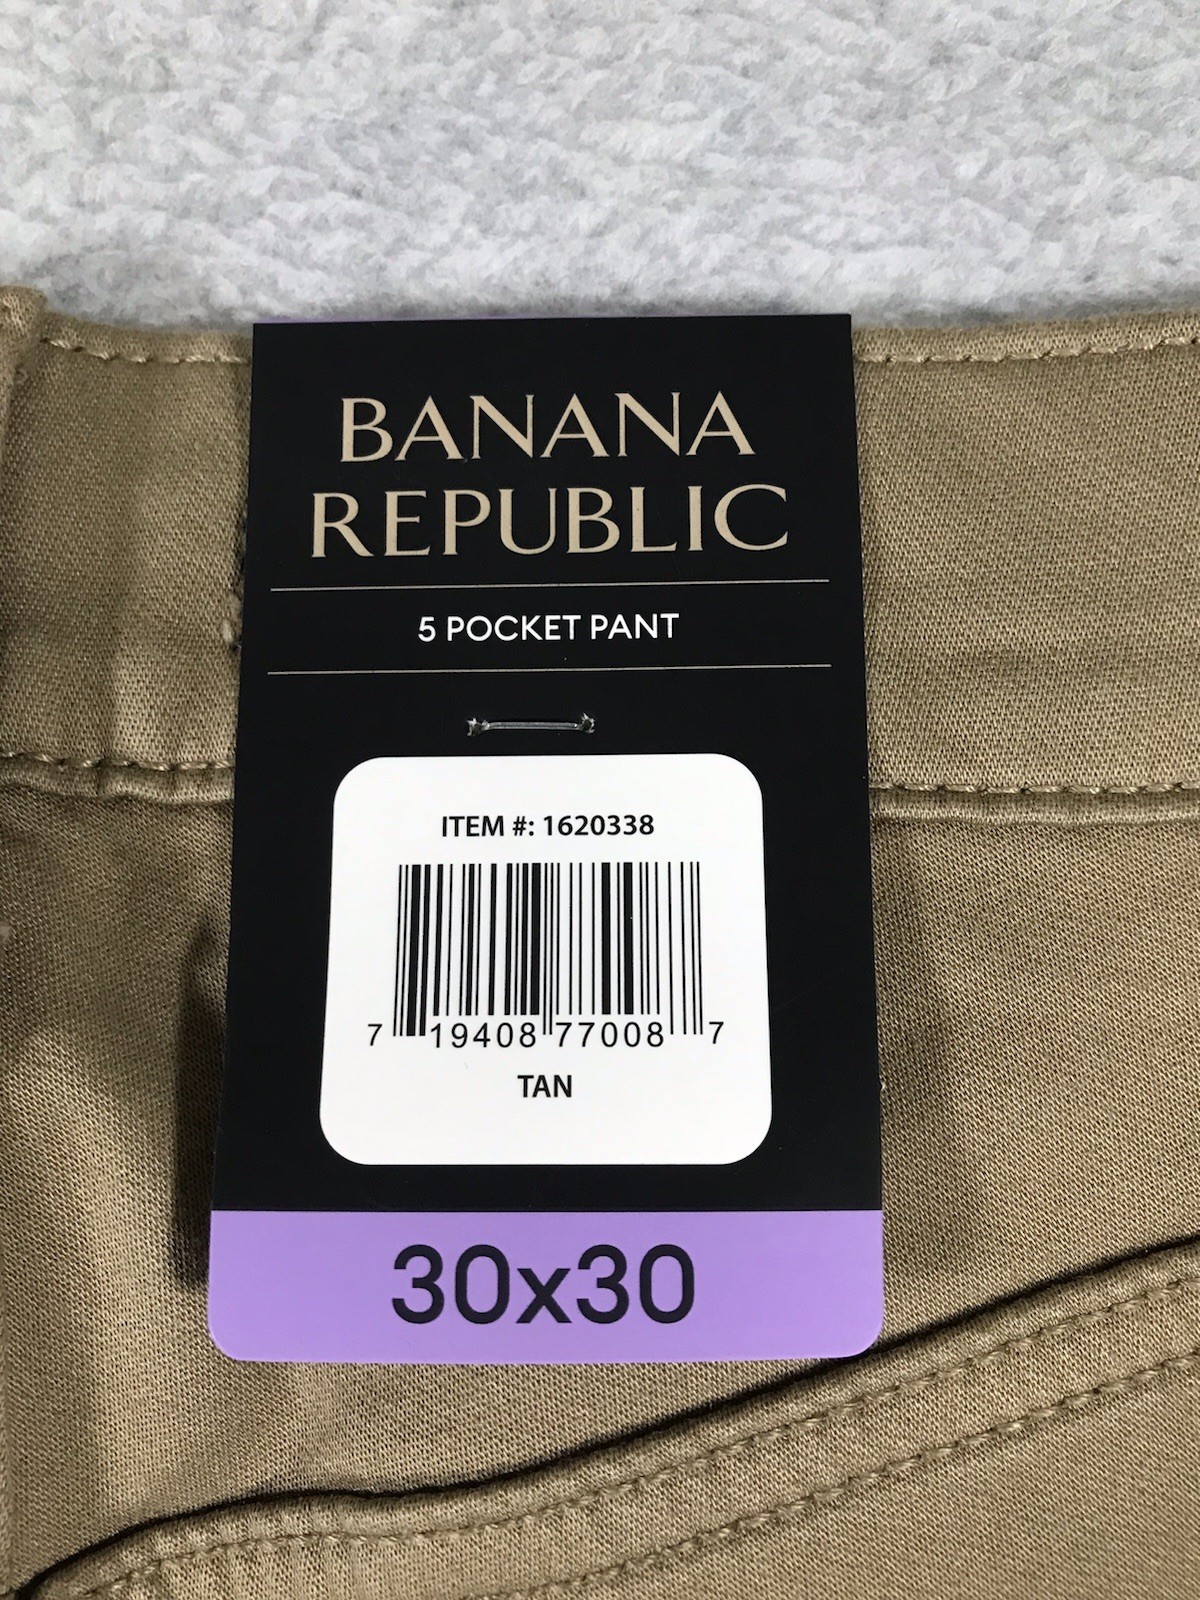 BANANA
REPUBLIC
5 POCKET PANT
ITEM #: 1620338
7 19408 77008 7
TAN
30x30